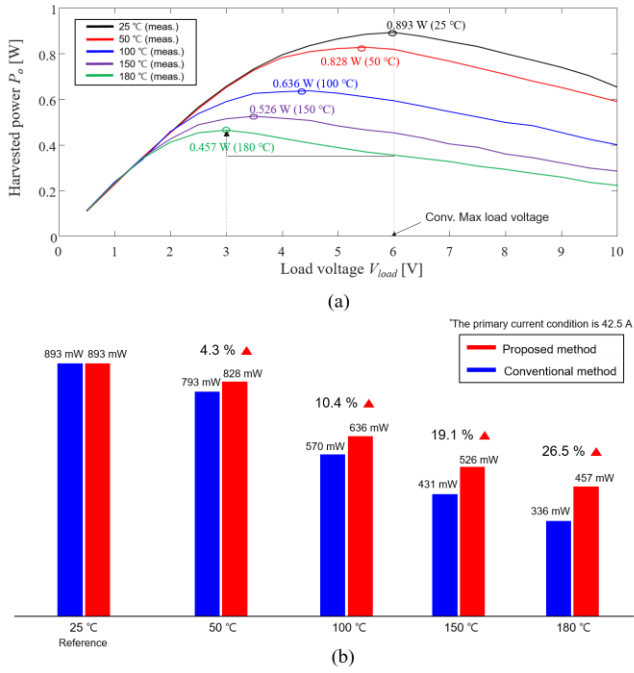 25 ℃ (meas.)
50 ℃ (meas.)
100 ℃ (meas.)
150 ℃ (meas.)
180 ℃ (meas.)
0.893 W (25 ℃)
0.828 W (50 ℃)
0.636 W (100 ℃)
0.526 W (150 ℃)
0.457 W (180 ℃)
Conv. Max load voltage
Harvested power Pₒ [W]
1
0.8
0.6
0.4
0.2
0
0 1 2 3 4 5 6 7 8 9 10
Load voltage V_load [V]
(a)
*The primary current condition is 42.5 A
Proposed method
Conventional method
893 mW 893 mW
4.3 % ▲
793 mW 828 mW
10.4 % ▲
570 mW 636 mW
19.1 % ▲
431 mW 526 mW
26.5 % ▲
336 mW 457 mW
25 ℃ 50 ℃ 100 ℃ 150 ℃ 180 ℃
Reference
(b)